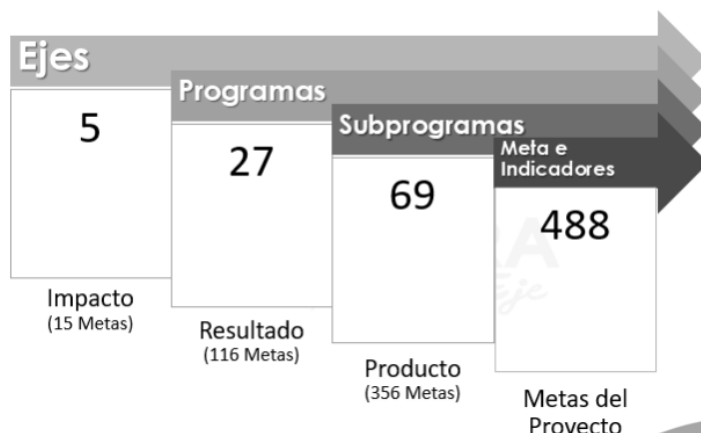 Ejes
5
Impacto
(15 Metas)
Programas
27
Resultado
(116 Metas)
Subprogramas
69
Producto
(356 Metas)
Meta e
Indicadores
488
Metas del
Proyecto